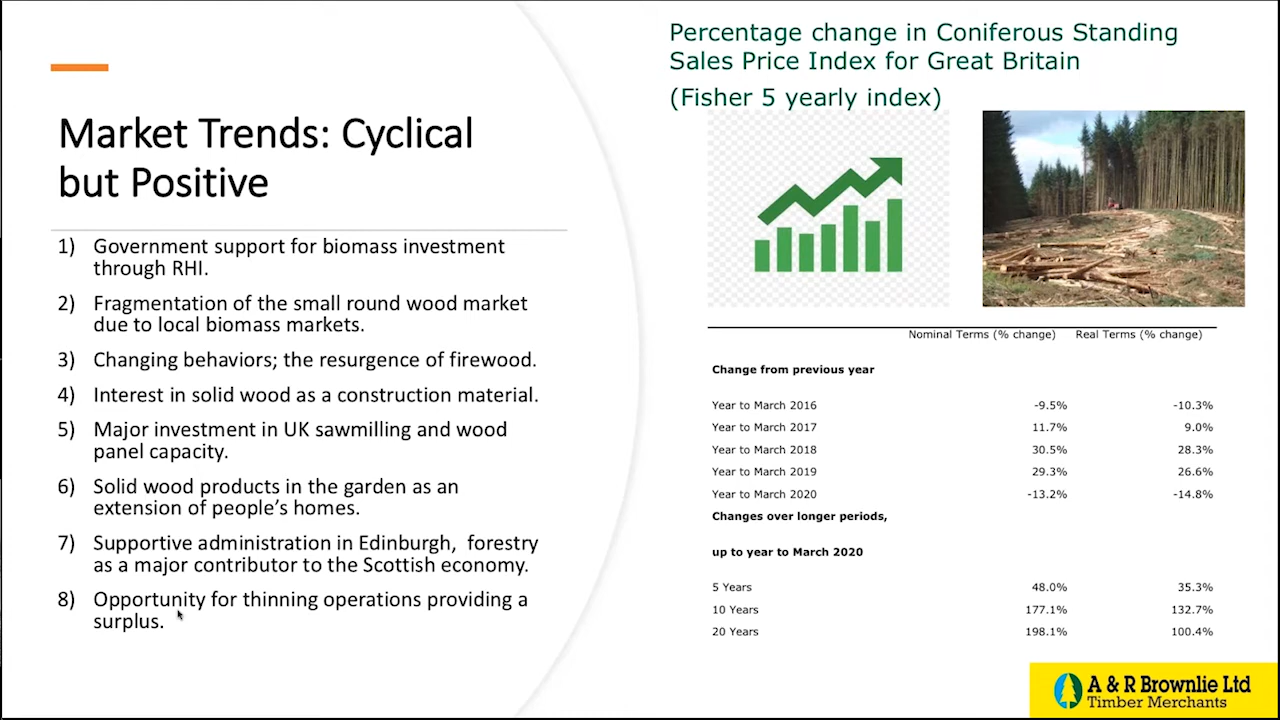 Market Trends: Cyclical
but Positive
1) Government support for biomass investment
through RHI.
2) Fragmentation of the small round wood market
due to local biomass markets.
3) Changing behaviors; the resurgence of firewood.
4) Interest in solid wood as a construction material.
5) Major investment in UK sawmilling and wood
panel capacity.
6) Solid wood products in the garden as an
extension of people’s homes.
7) Supportive administration in Edinburgh, forestry
as a major contributor to the Scottish economy.
8) Opportunity for thinning operations providing a
surplus.
Percentage change in Coniferous Standing
Sales Price Index for Great Britain
(Fisher 5 yearly index)
Nominal Terms (% change) Real Terms (% change)
Change from previous year
Year to March 2016 -9.5% -10.3%
Year to March 2017 11.7% 9.0%
Year to March 2018 30.5% 28.3%
Year to March 2019 29.3% 26.6%
Year to March 2020 -13.2% -14.8%
Changes over longer periods,
up to year to March 2020
5 Years 48.0% 35.3%
10 Years 177.1% 132.7%
20 Years 198.1% 100.4%
A & R Brownlie Ltd
Timber Merchants